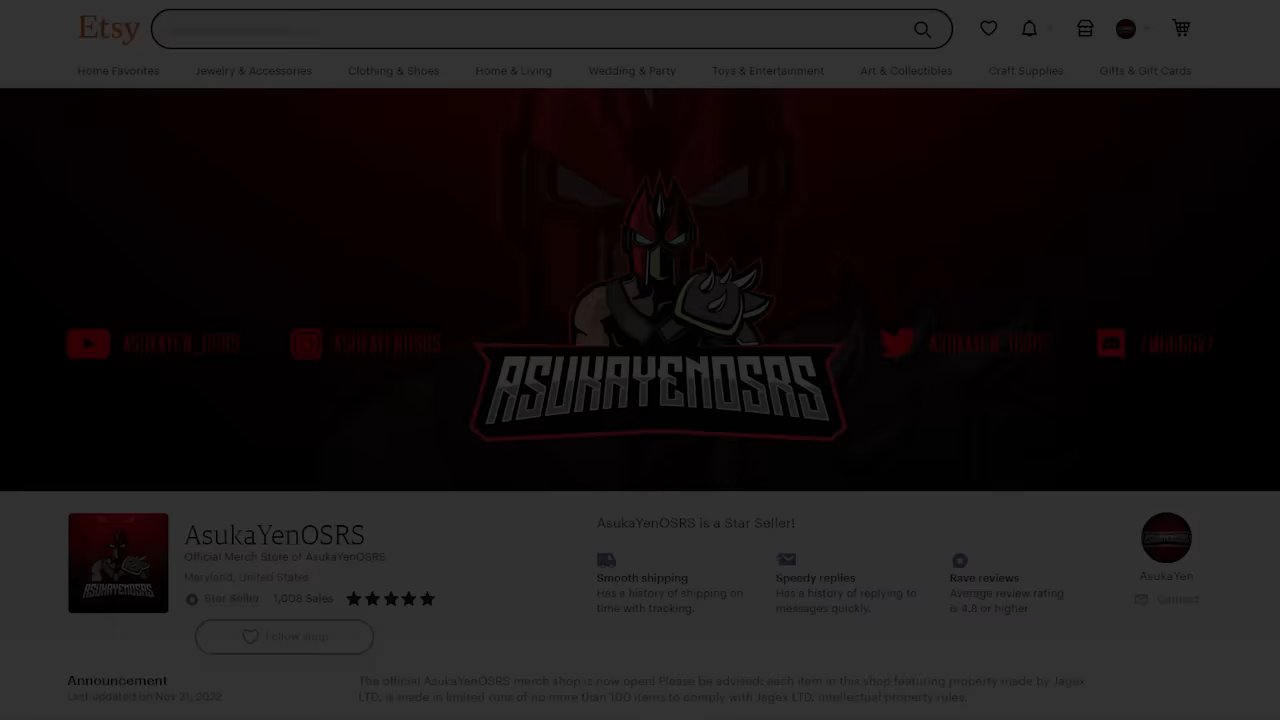 Etsy
Home Favorites Jewelry & Accessories Clothing & Shoes Home & Living Wedding & Party Toys & Entertainment Art & Collectibles Craft Supplies Gifts & Gift Cards
ASUKAYEN_OSRS ASUKAYENOSRS ASUKAYEN_OSRS
ASUKAYENOSRS
AsukaYenOSRS
Official Merch Store of AsukaYenOSRS
Maryland, United States
Star Seller 1,003 Sales
Follow shop
AsukaYenOSRS is a Star Seller!
Smooth shipping
Has a history of shipping on
time with tracking.
Speedy replies
Has a history of replying to
messages quickly.
Rave reviews
Average review rating
is 4.8 or higher
ASUKAYENOSRS
AsukaYen
Contact
Announcement
Last updated on Nov 21, 2022
The official AsukaYenOSRS merch shop is now open! Please be advised: each item in this shop featuring property made by Jagex
LTD. is made in limited runs of no more than 100 items to comply with Jagex LTD. intellectual property rules.